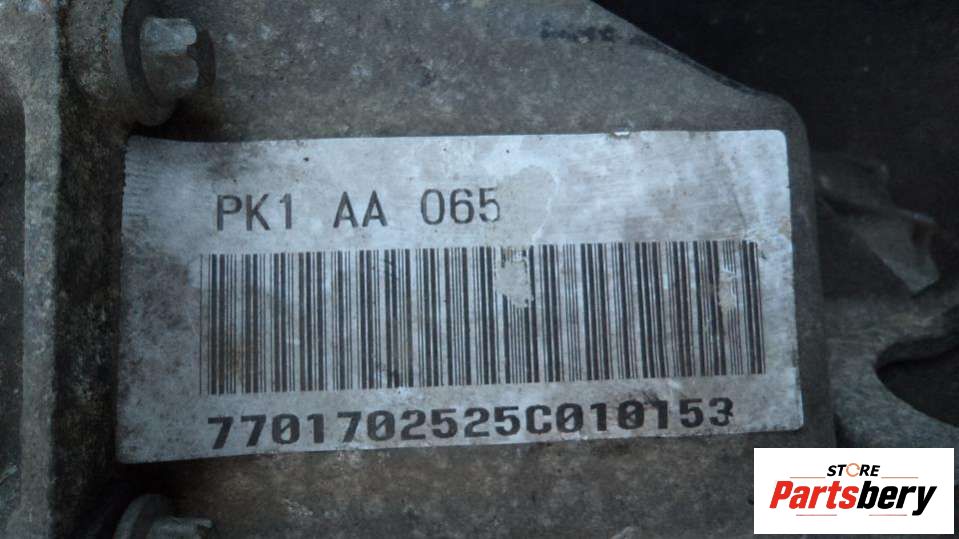 PK1 AA 065
7701702525C010153
STORE
Partsbery